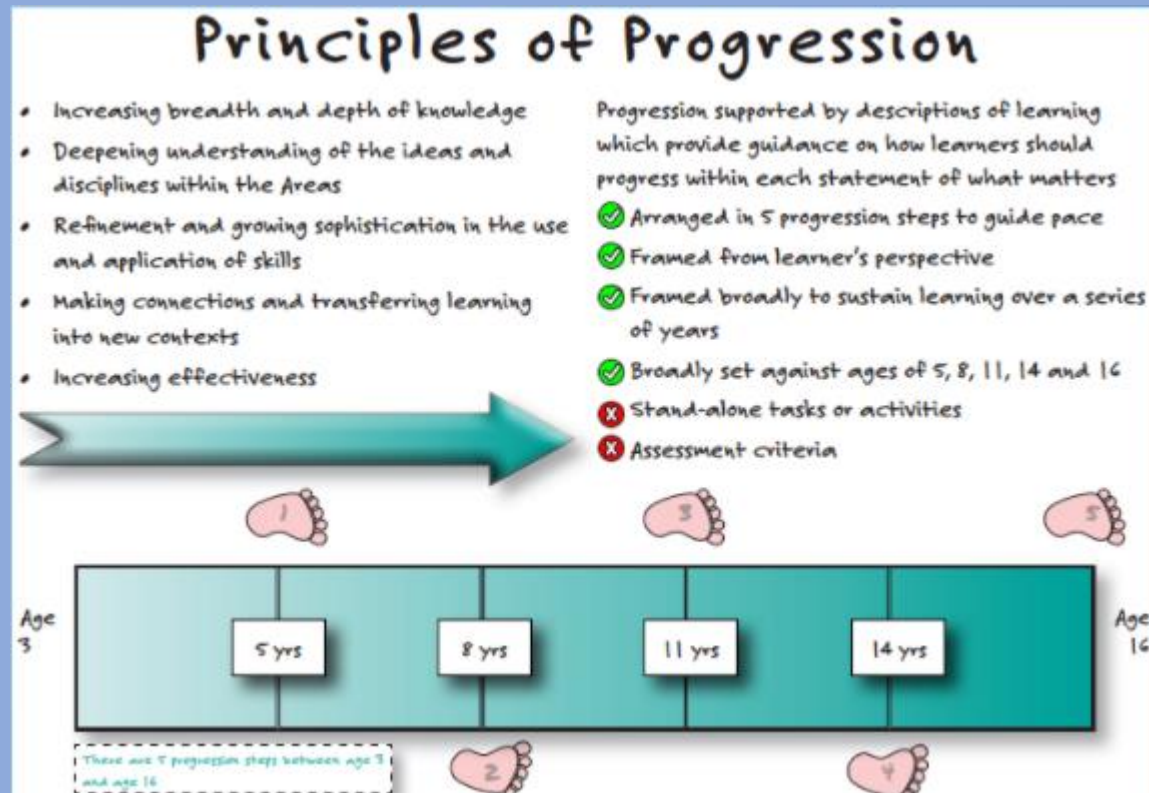 Principles of Progression
• Increasing breadth and depth of knowledge
• Deepening understanding of the ideas and
disciplines within the Areas
• Refinement and growing sophistication in the use
and application of skills
• Making connections and transferring learning
into new contexts
• Increasing effectiveness
Progression supported by descriptions of learning
which provide guidance on how learners should
progress within each statement of what matters
Arranged in 5 progression steps to guide pace
Framed from learner's perspective
Framed broadly to sustain learning over a series
of years
Broadly set against ages of 5, 8, 11, 14 and 16
Stand-alone tasks or activities
Assessment criteria
1
3
5
Age
3
5 yrs
8 yrs
11 yrs
14 yrs
Age
16
There are 5 progression steps between age 3
and age 16
2
4